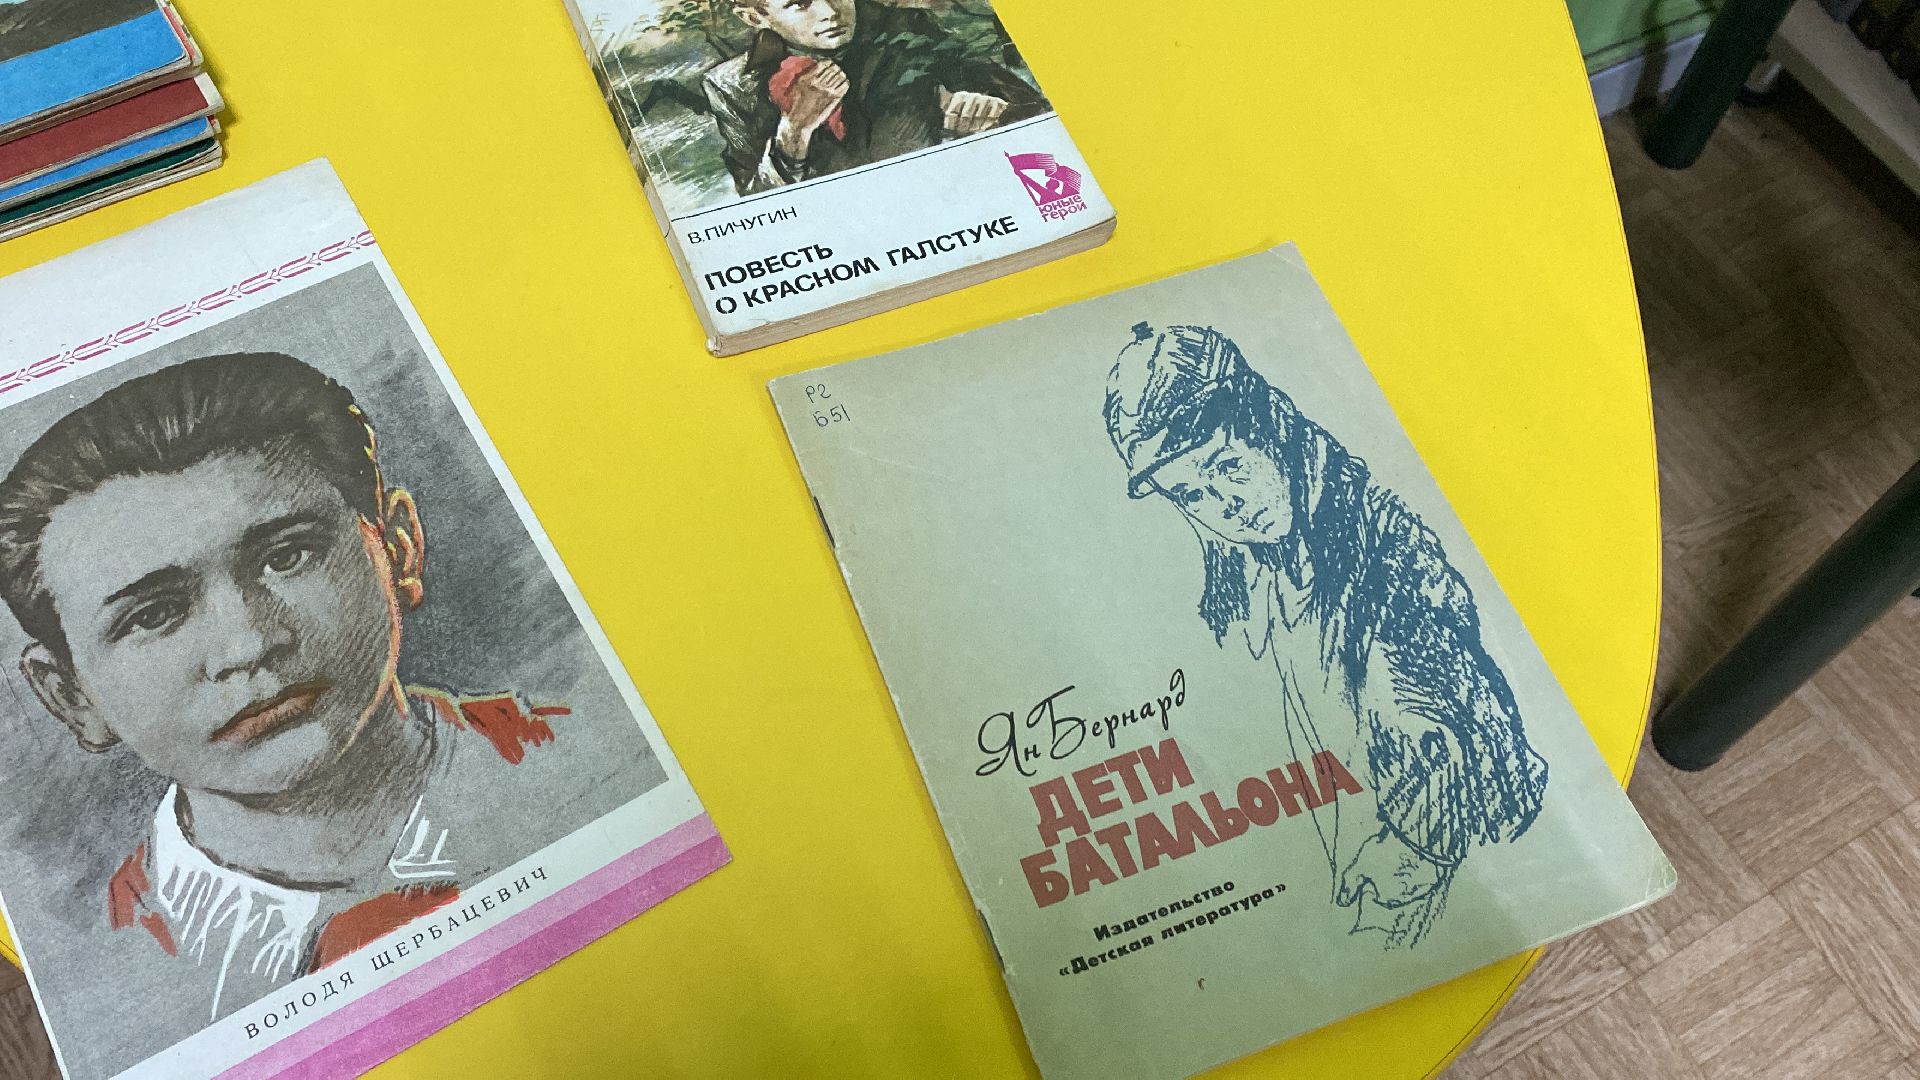 В.ПИЧУГИН
ПОВЕСТЬ
О КРАСНОМ ГАЛСТУКЕ
ЮНЫЕ
герои
ВОЛОДЯ ЩЕРБАЦЕВИЧ
Р2
Б51
Ян Бернард
ДЕТИ
БАТАЛЬОНА
Издательство
«Детская литература»